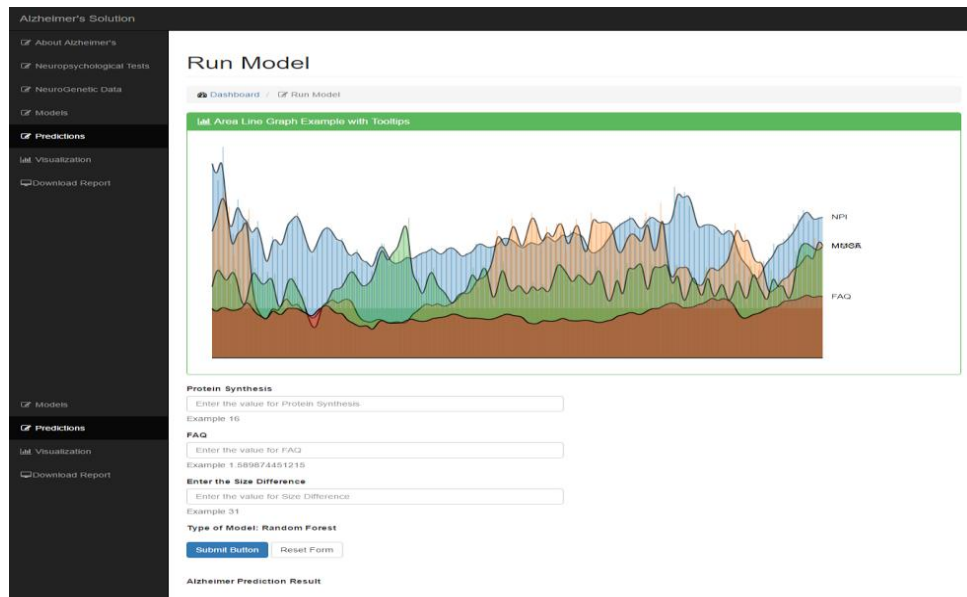 Alzheimer's Solution
About Alzheimer's
Neuropsychological Tests
NeuroGenetic Data
Models
Predictions
Visualization
Download Report
Models
Predictions
Visualization
Download Report
Run Model
Dashboard / Run Model
Area Line Graph Example with Tooltips
NPI
FAQ
Protein Synthesis
Enter the value for Protein Synthesis
Example 16
FAQ
Enter the value for FAQ
Example 1.589874451215
Enter the Size Difference
Enter the value for Size Difference
Example 31
Type of Model: Random Forest
Submit Button Reset Form
Alzheimer Prediction Result